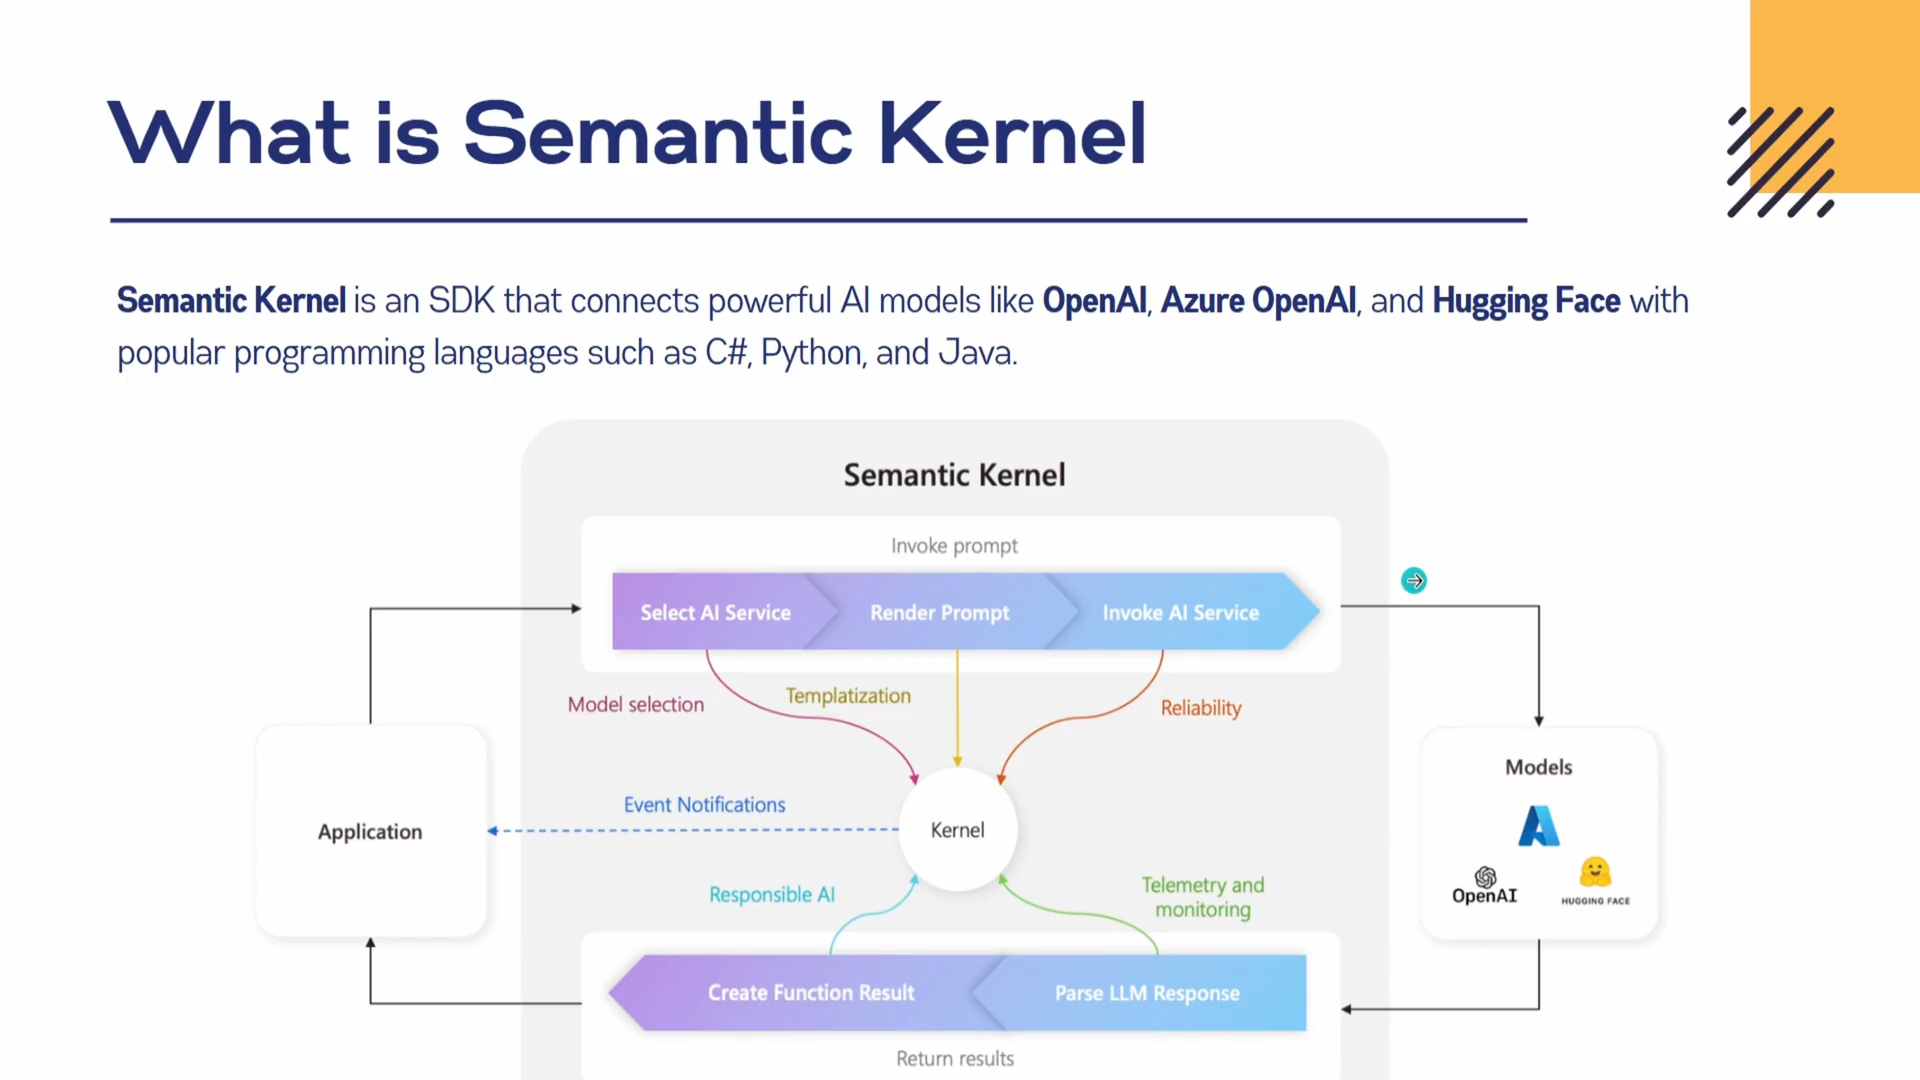 What is Semantic Kernel
Semantic Kernel is an SDK that connects powerful AI models like OpenAI, Azure OpenAI, and Hugging Face with
popular programming languages such as C#, Python, and Java.
Semantic Kernel
Invoke prompt
Select AI Service
Render Prompt
Invoke AI Service
Model selection
Templatization
Reliability
Event Notifications
Kernel
Application
Models
OpenAI
HUGGING FACE
Responsible AI
Telemetry and
monitoring
Create Function Result
Parse LLM Response
Return results